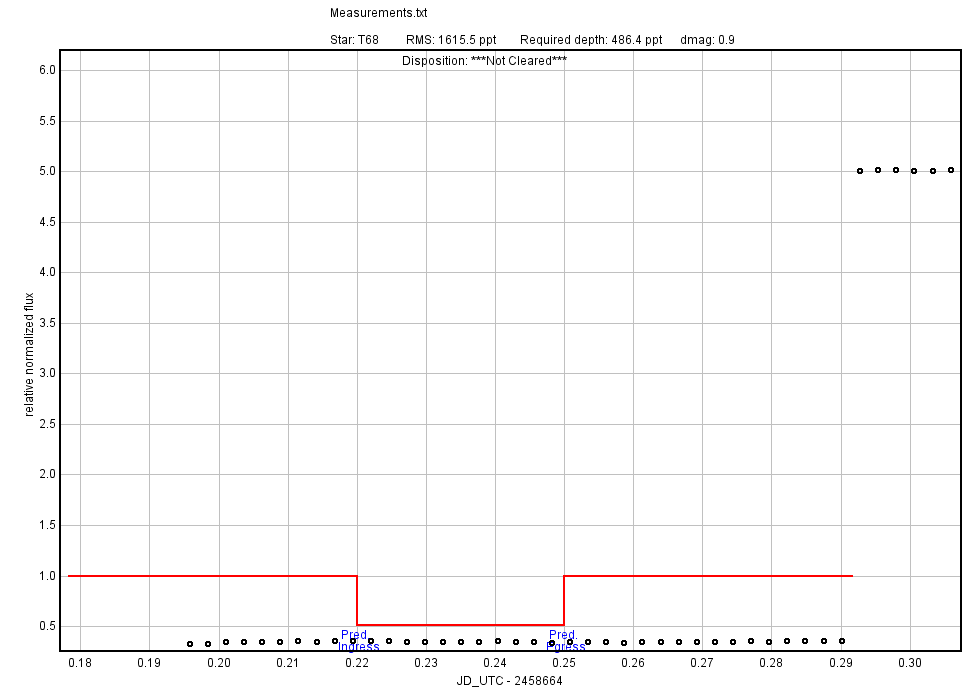 Measurements.txt
Star: T68 RMS: 1615.5 ppt Required depth: 486.4 ppt dmag: 0.9
Disposition: ***Not Cleared***
6.0
5.5
5.0
4.5
4.0
3.5
3.0
2.5
2.0
1.5
1.0
0.5
relative normalized flux
Pred.
Ingress
Pred.
Egress
0.18 0.19 0.20 0.21 0.22 0.23 0.24 0.25 0.26 0.27 0.28 0.29 0.30
JD_UTC - 2458664